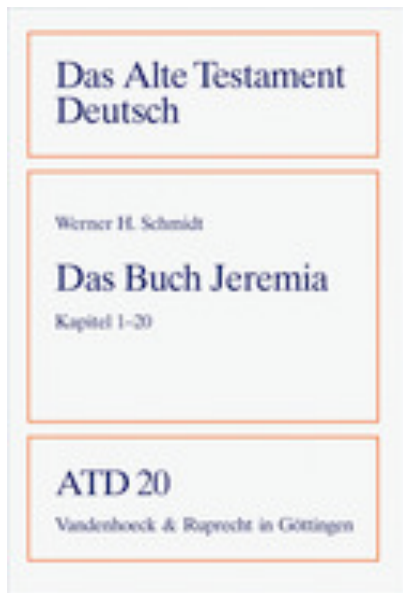 Das Alte Testament
Deutsch
Werner H. Schmidt
Das Buch Jeremia
Kapitel 1–20
ATD 20
Vandenhoeck & Ruprecht in Göttingen